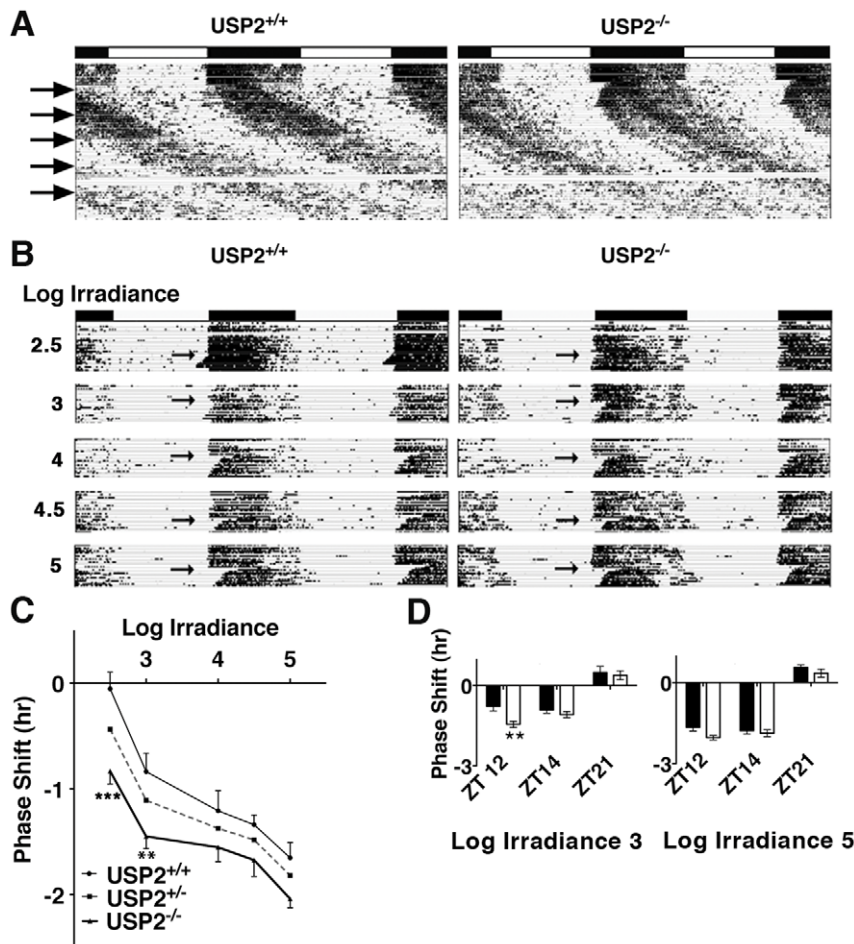 A
USP2+/+ USP2-/-
B
USP2+/+ USP2-/-
Log Irradiance
2.5
3
4
4.5
5
C
Log Irradiance
3 4 5
0
-1
-2
Phase Shift (hr)
***
**
USP2+/+
USP2+/-
USP2-/-
D
Phase Shift (hr)
0
-3
**
ZT 12 ZT14 ZT21
Log Irradiance 3
0
-3
ZT12 ZT14 ZT21
Log Irradiance 5